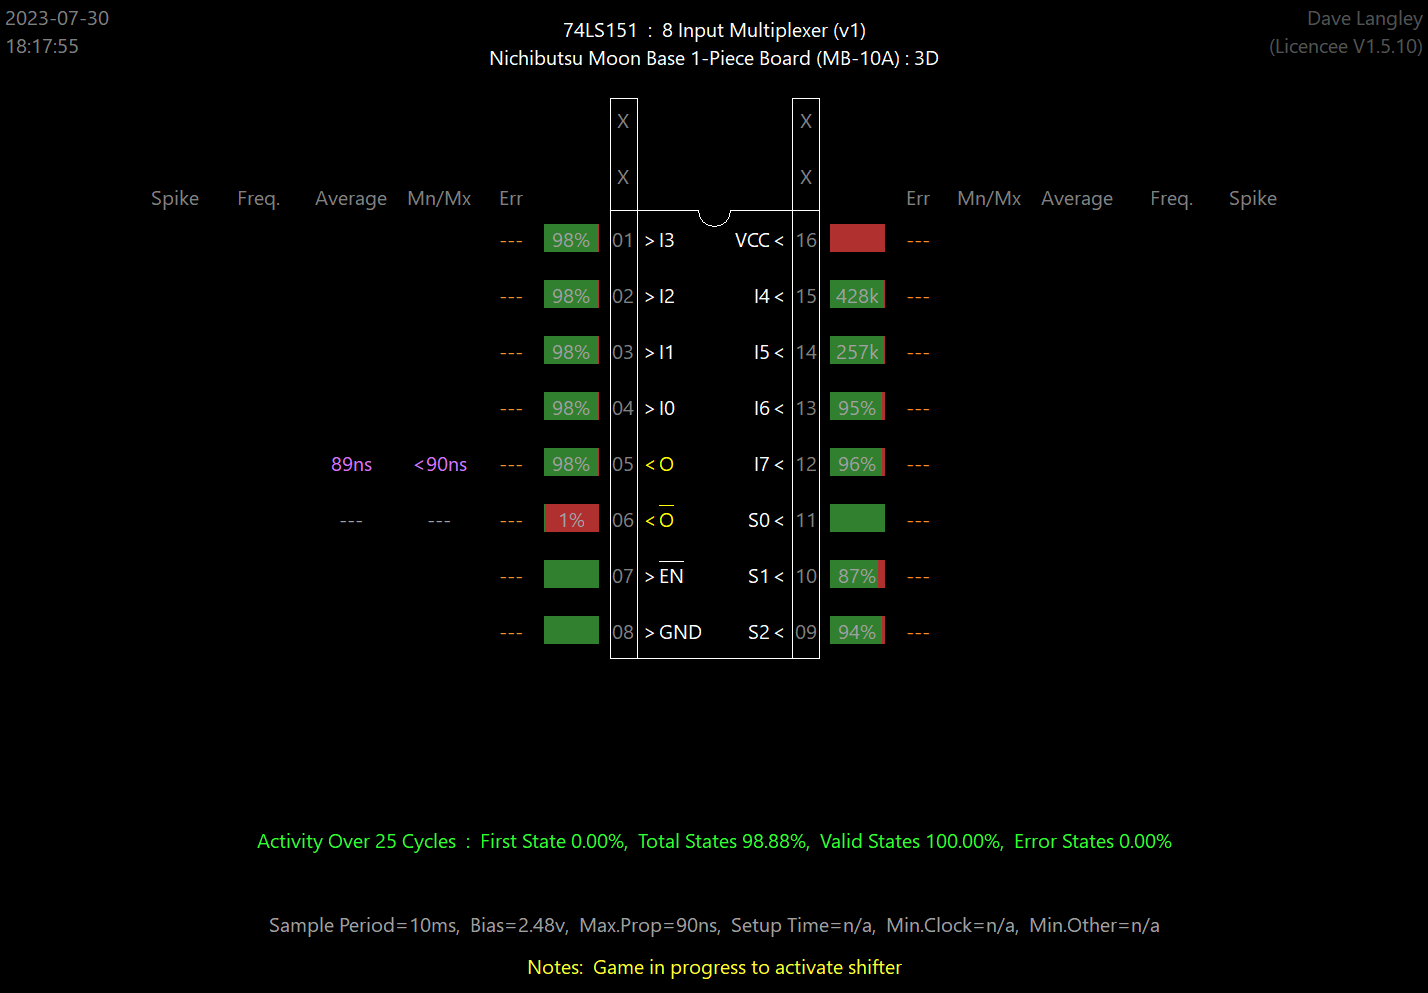 2023-07-30
18:17:55
74LS151 : 8 Input Multiplexer (v1)
Nichibutsu Moon Base 1-Piece Board (MB-10A) : 3D
Dave Langley
(Licencee V1.5.10)
X X
X X
Spike Freq. Average Mn/Mx Err Err Mn/Mx Average Freq. Spike
--- 98% 01 > I3 VCC < 16 ---
--- 98% 02 > I2 I4 < 15 428k ---
--- 98% 03 > I1 I5 < 14 257k ---
--- 98% 04 > I0 I6 < 13 95% ---
89ns <90ns --- 98% 05 < O I7 < 12 96% ---
--- --- --- 1% 06 < O̅ S0 < 11 ---
--- 07 > E̅N̅ S1 < 10 87% ---
--- 08 > GND S2 < 09 94% ---
Activity Over 25 Cycles : First State 0.00%, Total States 98.88%, Valid States 100.00%, Error States 0.00%
Sample Period=10ms, Bias=2.48v, Max.Prop=90ns, Setup Time=n/a, Min.Clock=n/a, Min.Other=n/a
Notes: Game in progress to activate shifter